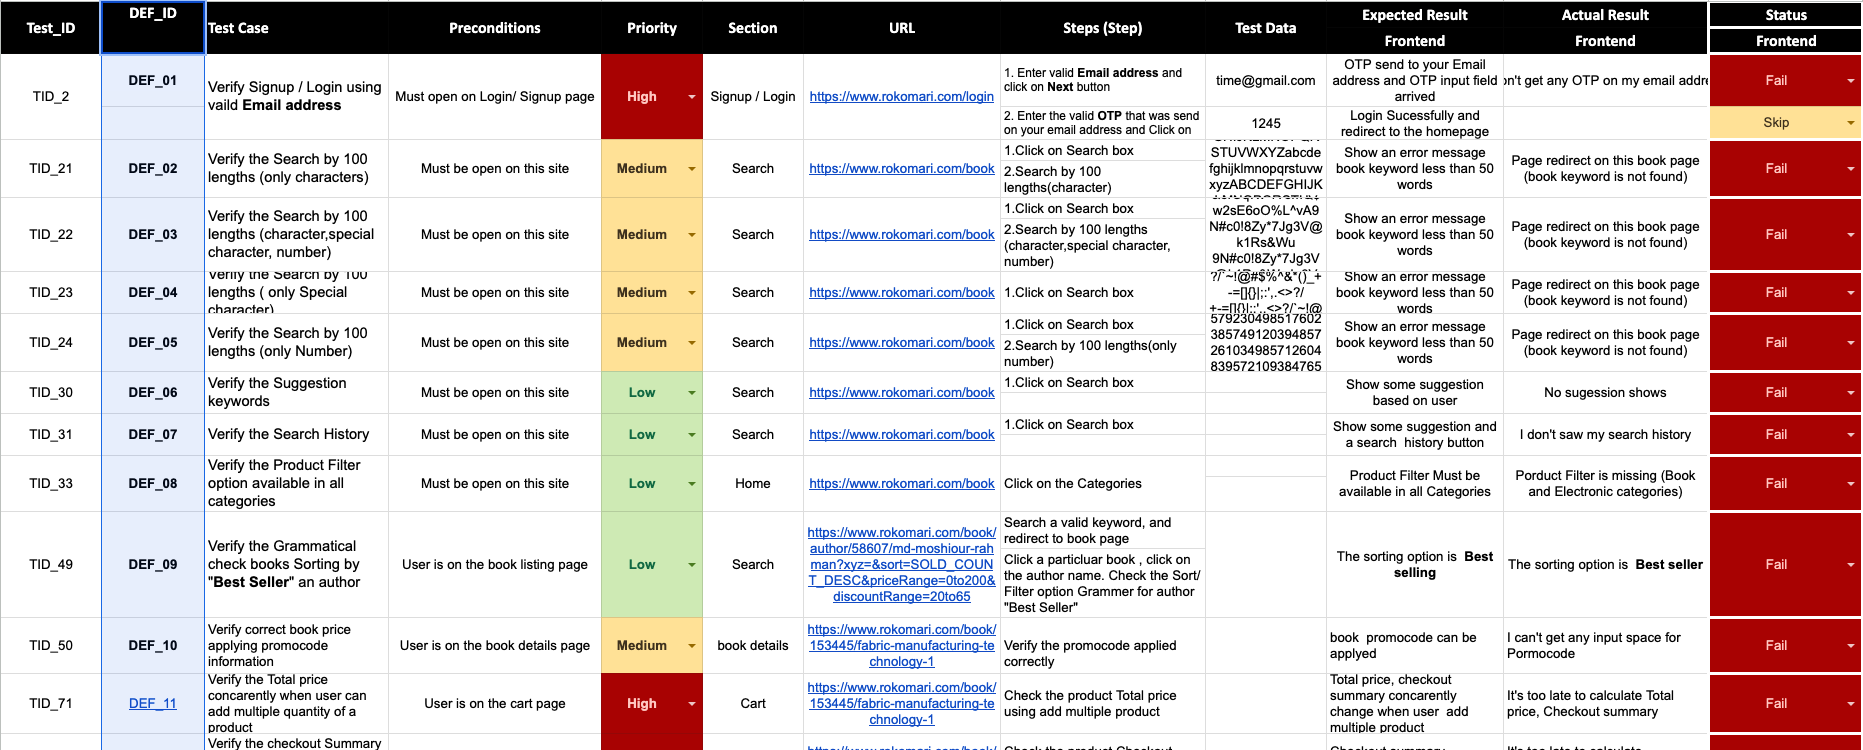 Test_ID
DEF_ID
Test Case
Preconditions
Priority
Section
URL
Steps (Step)
Test Data
Expected Result
Frontend
Actual Result
Frontend
Status
Frontend
TID_2
DEF_01
Verify Signup / Login using
vaild Email address
Must open on Login/ Signup page
High
Signup / Login
https://www.rokomari.com/login
1. Enter valid Email address and
click on Next button
time@gmail.com
OTP send to your Email
address and OTP input field
arrived
on't get any OTP on my email addre
Fail
2. Enter the valid OTP that was send
on your email address and Click on
1245
Login Sucessfully and
redirect to the homepage
Skip
TID_21
DEF_02
Verify the Search by 100
lengths (only characters)
Must be open on this site
Medium
Search
https://www.rokomari.com/book
1.Click on Search box
2.Search by 100
lengths(character)
STUVWXYZabcde
fghijklmnopqrstuvw
xyzABCDEFGHIJK
Show an error message
book keyword less than 50
words
Page redirect on this book page
(book keyword is not found)
Fail
TID_22
DEF_03
Verify the Search by 100
lengths (character,special
character, number)
Must be open on this site
Medium
Search
https://www.rokomari.com/book
1.Click on Search box
2.Search by 100 lengths
(character,special character,
number)
w2sE6oO%L^vA9
N#c0!8Zy*7Jg3V@
k1Rs&Wu
9N#c0!8Zy*7Jg3V
Show an error message
book keyword less than 50
words
Page redirect on this book page
(book keyword is not found)
Fail
TID_23
DEF_04
Verify the Search by 100
lengths ( only Special
character)
Must be open on this site
Medium
Search
https://www.rokomari.com/book
1.Click on Search box
?/`~!@#$%^&*()_+
-=[]{}|;:',.<>?/
+-=[]{}|;:',.<>?/`~!@
Show an error message
book keyword less than 50
words
Page redirect on this book page
(book keyword is not found)
Fail
TID_24
DEF_05
Verify the Search by 100
lengths (only Number)
Must be open on this site
Medium
Search
https://www.rokomari.com/book
1.Click on Search box
2.Search by 100 lengths(only
number)
579230498517602
385749120394857
261034985712604
839572109384765
Show an error message
book keyword less than 50
words
Page redirect on this book page
(book keyword is not found)
Fail
TID_30
DEF_06
Verify the Suggestion
keywords
Must be open on this site
Low
Search
https://www.rokomari.com/book
1.Click on Search box
Show some suggestion
based on user
No sugession shows
Fail
TID_31
DEF_07
Verify the Search History
Must be open on this site
Low
Search
https://www.rokomari.com/book
1.Click on Search box
Show some suggestion and
a search  history button
I don't saw my search history
Fail
TID_33
DEF_08
Verify the Product Filter
option available in all
categories
Must be open on this site
Low
Home
https://www.rokomari.com/book
Click on the Categories
Product Filter Must be
available in all Categories
Porduct Filter is missing (Book
and Electronic categories)
Fail
TID_49
DEF_09
Verify the Grammatical
check books Sorting by
"Best Seller" an author
User is on the book listing page
Low
Search
https://www.rokomari.com/book/
author/58607/md-moshiour-rah
man?xyz=&sort=SOLD_COUN
T_DESC&priceRange=0to200&
discountRange=20to65
Search a valid keyword, and
redirect to book page
Click a particluar book , click on
the author name. Check the Sort/
Filter option Grammer for author
"Best Seller"
The sorting option is  Best
selling
The sorting option is  Best seller
Fail
TID_50
DEF_10
Verify correct book price
applying promocode
information
User is on the book details page
Medium
book details
https://www.rokomari.com/book/
153445/fabric-manufacturing-te
chnology-1
Verify the promocode applied
correctly
book  promocode can be
applyed
I can't get any input space for
Pormocode
Fail
TID_71
DEF_11
Verify the Total price
concarently when user can
add multiple quantity of a
product
User is on the cart page
High
Cart
https://www.rokomari.com/book/
153445/fabric-manufacturing-te
chnology-1
Check the product Total price
using add multiple product
Total price, checkout
summary concarently
change when user  add
multiple product
It's too late to calculate Total
price, Checkout summary
Fail
Verify the checkout Summary
https://www.rokomari.com/book/
Check the product Checkout
Checkout summary
It's too late to calculate